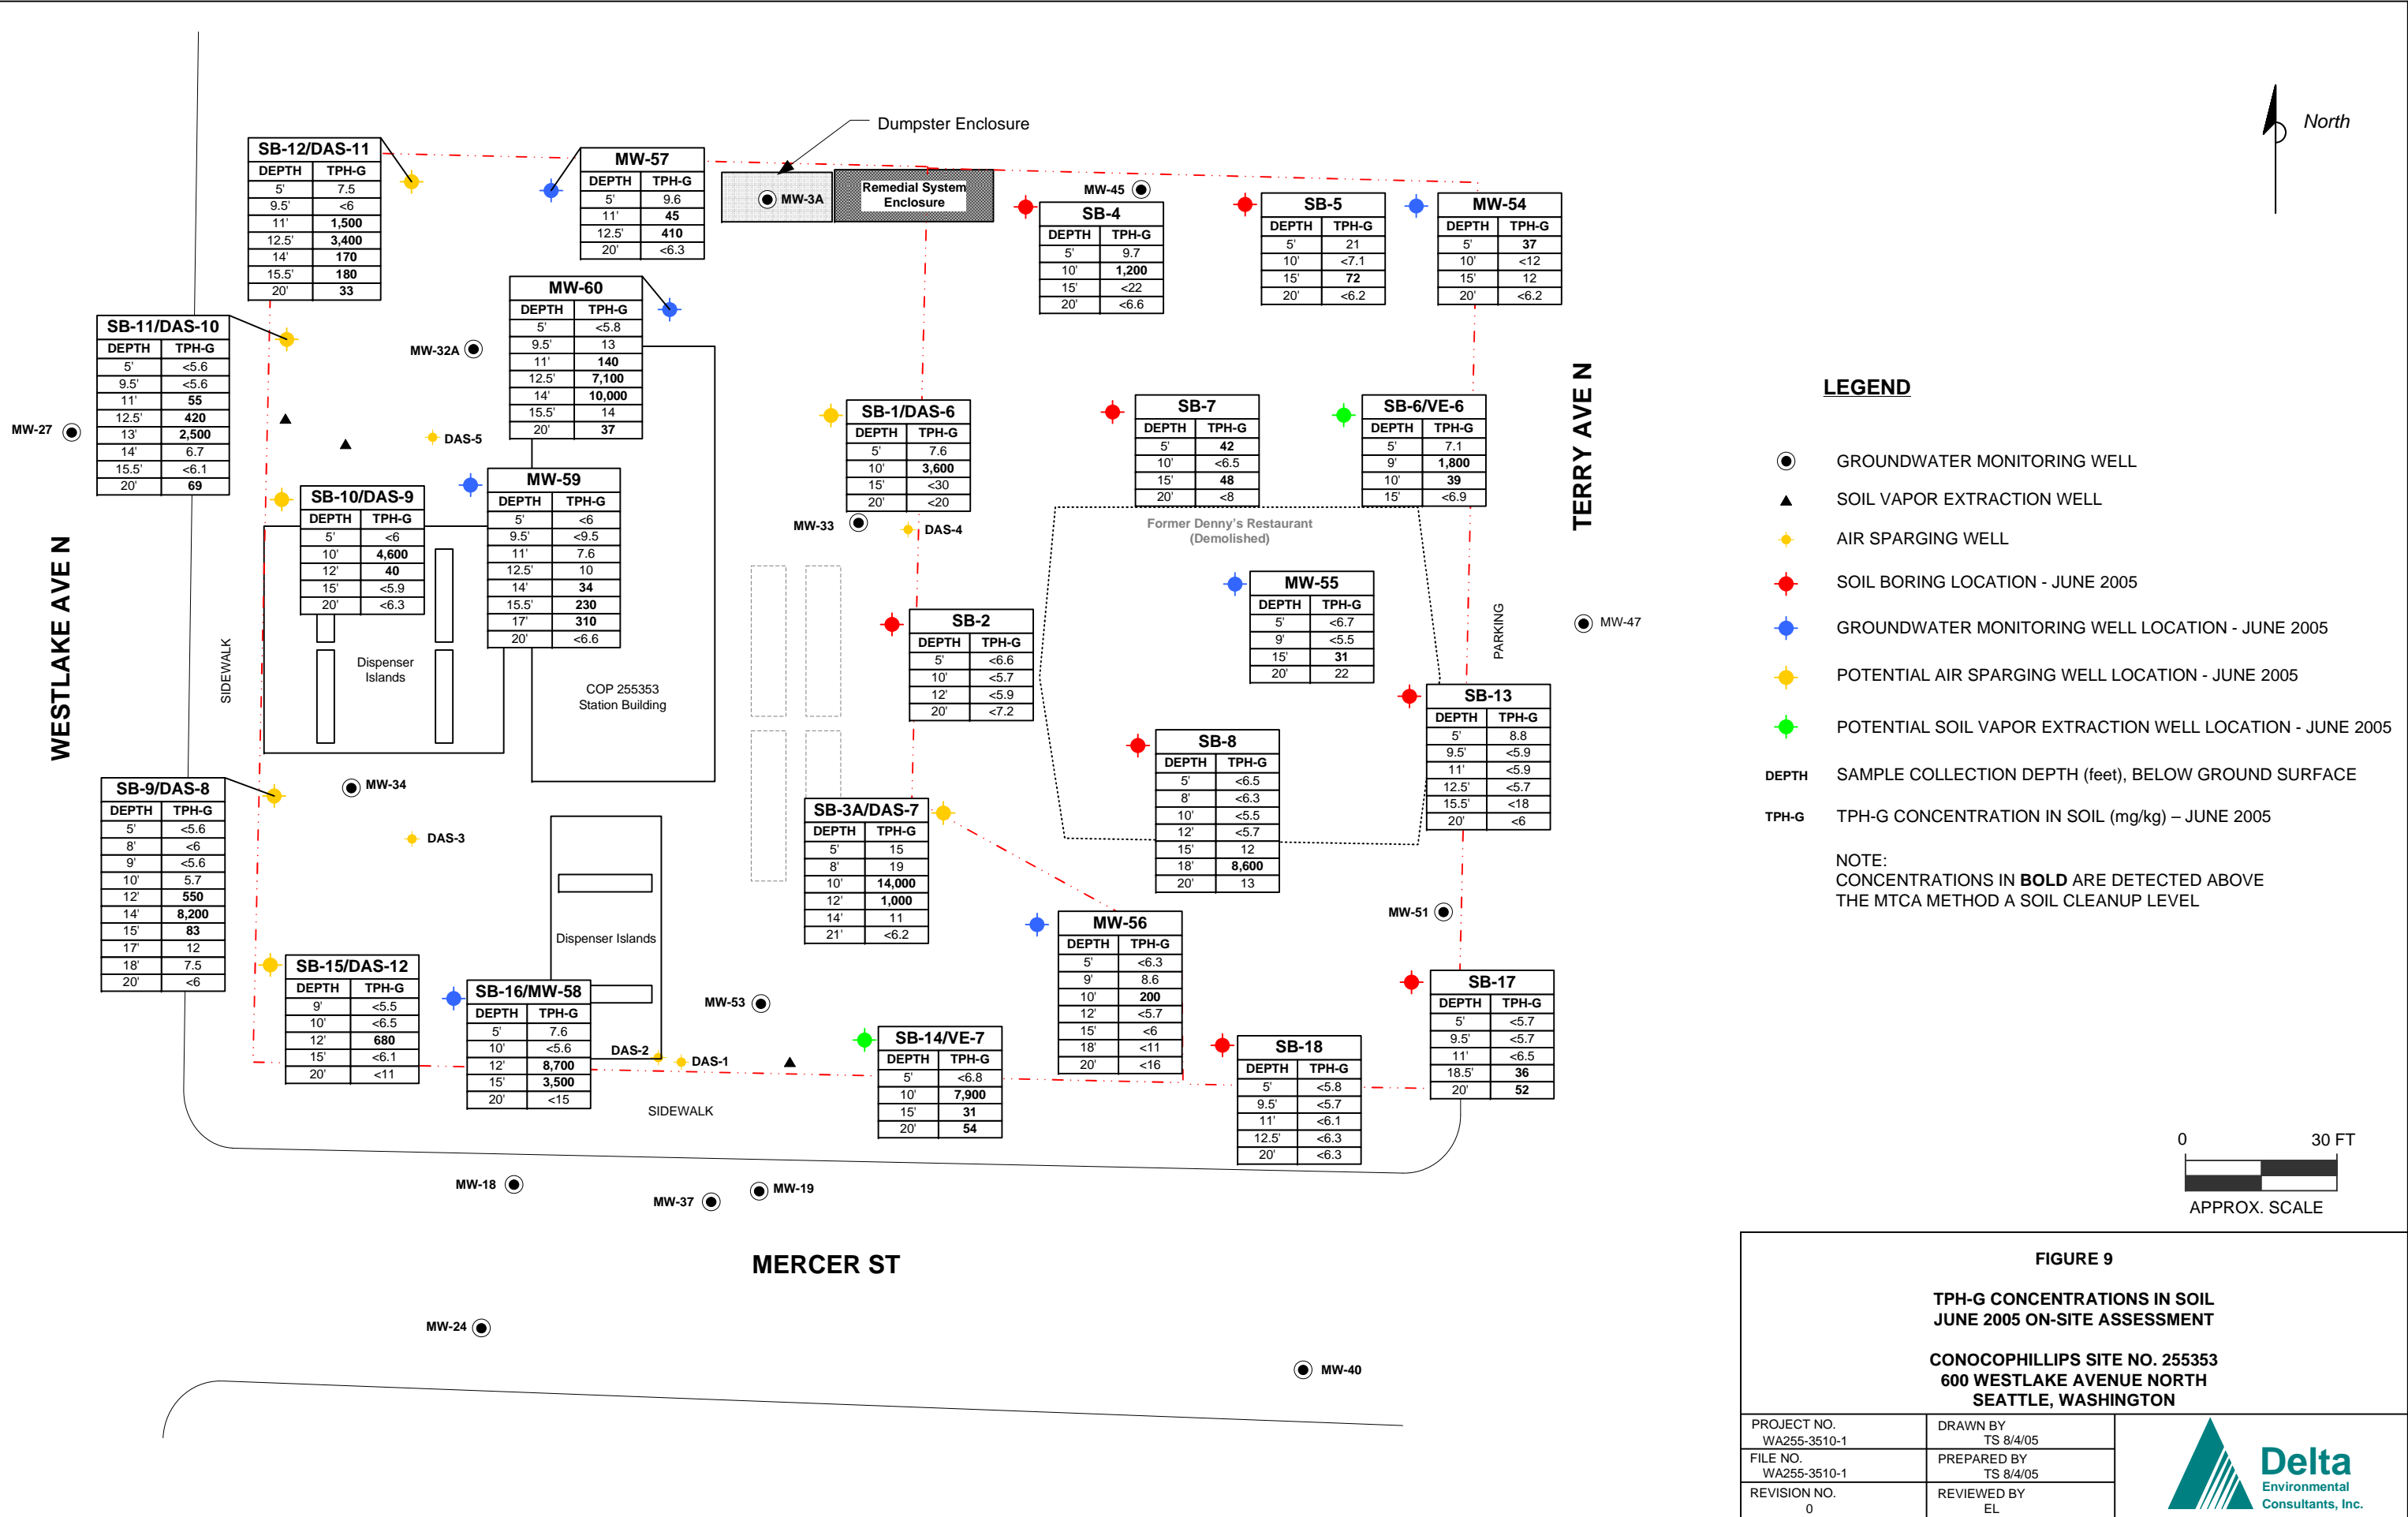 Dumpster Enclosure
North
SB-12/DAS-11
DEPTH TPH-G
5' 7.5
9.5' <6
11' 1,500
12.5' 3,400
14' 170
15.5' 180
20' 33
MW-57
DEPTH TPH-G
5' 9.6
11' 45
12.5' 410
20' <6.3
MW-3A
Remedial System
Enclosure
MW-45
SB-4
DEPTH TPH-G
5' 9.7
10' 1,200
15' <22
20' <6.6
SB-5
DEPTH TPH-G
5' 21
10' <7.1
15' 72
20' <6.2
MW-54
DEPTH TPH-G
5' 37
10' <12
15' 12
20' <6.2
SB-11/DAS-10
DEPTH TPH-G
5' <5.6
9.5' <5.6
11' 55
12.5' 420
13' 2,500
14' 6.7
15.5' <6.1
20' 69
MW-27
MW-32A
MW-60
DEPTH TPH-G
5' <5.8
9.5' 13
11' 140
12.5' 7,100
14' 10,000
15.5' 14
20' 37
DAS-5
SB-1/DAS-6
DEPTH TPH-G
5' 7.6
10' 3,600
15' <30
20' <20
SB-7
DEPTH TPH-G
5' 42
10' <6.5
15' 48
20' <8
SB-6/VE-6
DEPTH TPH-G
5' 7.1
9' 1,800
10' 39
15' <6.9
TERRY AVE N
SB-10/DAS-9
DEPTH TPH-G
5' <6
10' 4,600
12' 40
15' <5.9
20' <6.3
MW-59
DEPTH TPH-G
5' <6
9.5' <9.5
11' 7.6
12.5' 10
14' 34
15.5' 230
17' 310
20' <6.6
MW-33
DAS-4
Former Denny's Restaurant
(Demolished)
MW-55
DEPTH TPH-G
5' <6.7
9' <5.5
15' 31
20' 22
WESTLAKE AVE N
SIDEWALK
Dispenser
Islands
COP 255353
Station Building
SB-2
DEPTH TPH-G
5' <6.6
10' <5.7
12' <5.9
20' <7.2
PARKING
MW-47
SB-13
DEPTH TPH-G
5' 8.8
9.5' <5.9
11' <5.9
12.5' <5.7
15.5' <18
20' <6
SB-8
DEPTH TPH-G
5' <6.5
8' <6.3
10' <5.5
12' <5.7
15' 12
18' 8,600
20' 13
SB-9/DAS-8
DEPTH TPH-G
5' <5.6
8' <6
9' <5.6
10' 5.7
12' 550
14' 8,200
15' 83
17' 12
18' 7.5
20' <6
MW-34
DAS-3
SB-3A/DAS-7
DEPTH TPH-G
5' 15
8' 19
10' 14,000
12' 1,000
14' 11
21' <6.2
Dispenser Islands
MW-51
MW-56
DEPTH TPH-G
5' <6.3
9' 8.6
10' 200
12' <5.7
15' <6
18' <11
20' <16
SB-15/DAS-12
DEPTH TPH-G
9' <5.5
10' <6.5
12' 680
15' <6.1
20' <11
SB-16/MW-58
DEPTH TPH-G
5' 7.6
10' <5.6
12' 8,700
15' 3,500
20' <15
MW-53
DAS-2
DAS-1
SIDEWALK
SB-14/VE-7
DEPTH TPH-G
5' <6.8
10' 7,900
15' 31
20' 54
SB-18
DEPTH TPH-G
5' <5.8
9.5' <5.7
11' <6.1
12.5' <6.3
20' <6.3
SB-17
DEPTH TPH-G
5' <5.7
9.5' <5.7
11' <6.5
18.5' 36
20' 52
MW-18
MW-37
MW-19
MERCER ST
MW-24
MW-40
LEGEND
GROUNDWATER MONITORING WELL
SOIL VAPOR EXTRACTION WELL
AIR SPARGING WELL
SOIL BORING LOCATION - JUNE 2005
GROUNDWATER MONITORING WELL LOCATION - JUNE 2005
POTENTIAL AIR SPARGING WELL LOCATION - JUNE 2005
POTENTIAL SOIL VAPOR EXTRACTION WELL LOCATION - JUNE 2005
DEPTH SAMPLE COLLECTION DEPTH (feet), BELOW GROUND SURFACE
TPH-G TPH-G CONCENTRATION IN SOIL (mg/kg) – JUNE 2005
NOTE:
CONCENTRATIONS IN BOLD ARE DETECTED ABOVE
THE MTCA METHOD A SOIL CLEANUP LEVEL
0 30 FT
APPROX. SCALE
FIGURE 9
TPH-G CONCENTRATIONS IN SOIL
JUNE 2005 ON-SITE ASSESSMENT
CONOCOPHILLIPS SITE NO. 255353
600 WESTLAKE AVENUE NORTH
SEATTLE, WASHINGTON
PROJECT NO.
WA255-3510-1
DRAWN BY
TS 8/4/05
FILE NO.
WA255-3510-1
PREPARED BY
TS 8/4/05
REVISION NO.
0
REVIEWED BY
EL
Delta
Environmental
Consultants, Inc.